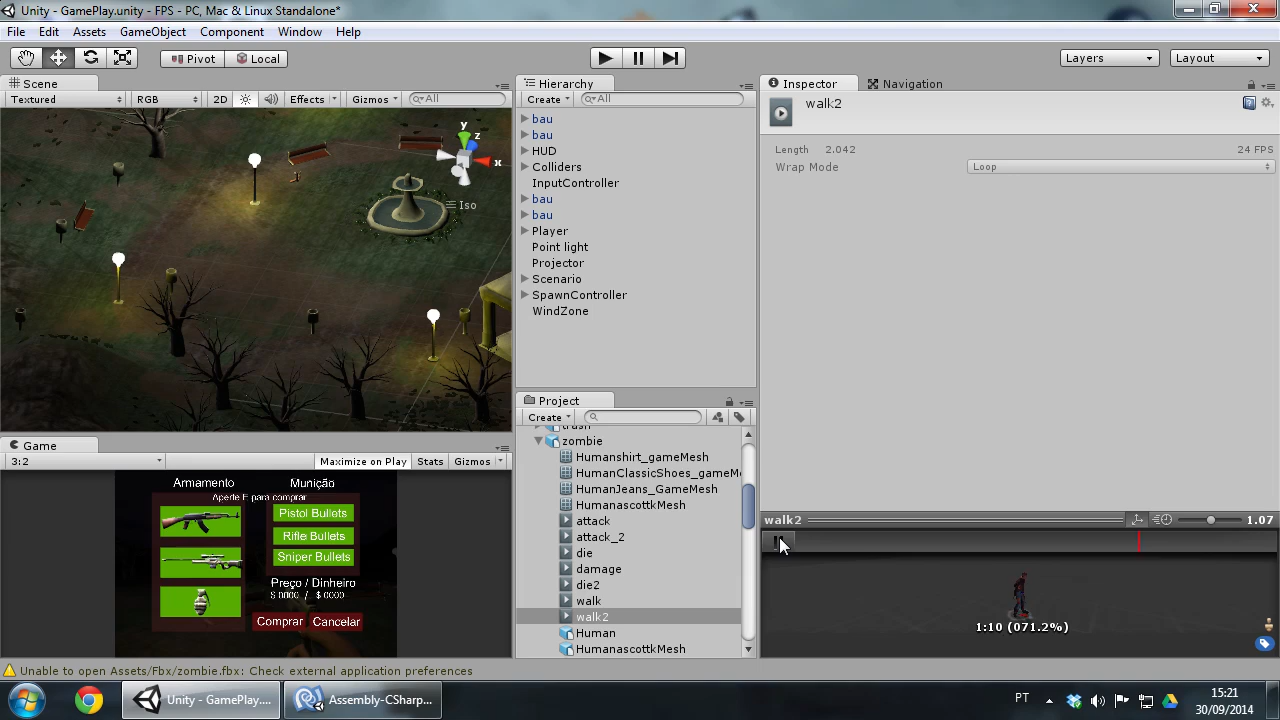 Unity - GamePlay.unity - FPS - PC, Mac & Linux Standalone*
File Edit Assets GameObject Component Window Help
Pivot Local Layers Layout
Scene
Textured RGB 2D Effects Gizmos All
y
z
x
Iso
Game
3:2 Maximize on Play Stats Gizmos
Armamento Munição
Aperte E para comprar
Pistol Bullets
Rifle Bullets
Sniper Bullets
Preço / Dinheiro
$ 0000 / $ 0000
Comprar Cancelar
Hierarchy
Create All
bau
bau
HUD
Colliders
InputController
bau
bau
Player
Point light
Projector
Scenario
SpawnController
WindZone
Project
Create
trash
zombie
Humanshirt_gameMesh
HumanClassicShoes_gameMe
HumanJeans_GameMesh
HumanascottkMesh
attack
attack_2
die
damage
die2
walk
walk2
Human
HumanascottkMesh
Inspector Navigation
walk2
Length 2.042 24 FPS
Wrap Mode Loop
walk2 1.07
1:10 (071.2%)
Unable to open Assets/Fbx/zombie.fbx: Check external application preferences
Unity - GamePlay.... Assembly-CSharp... PT 15:21
30/09/2014